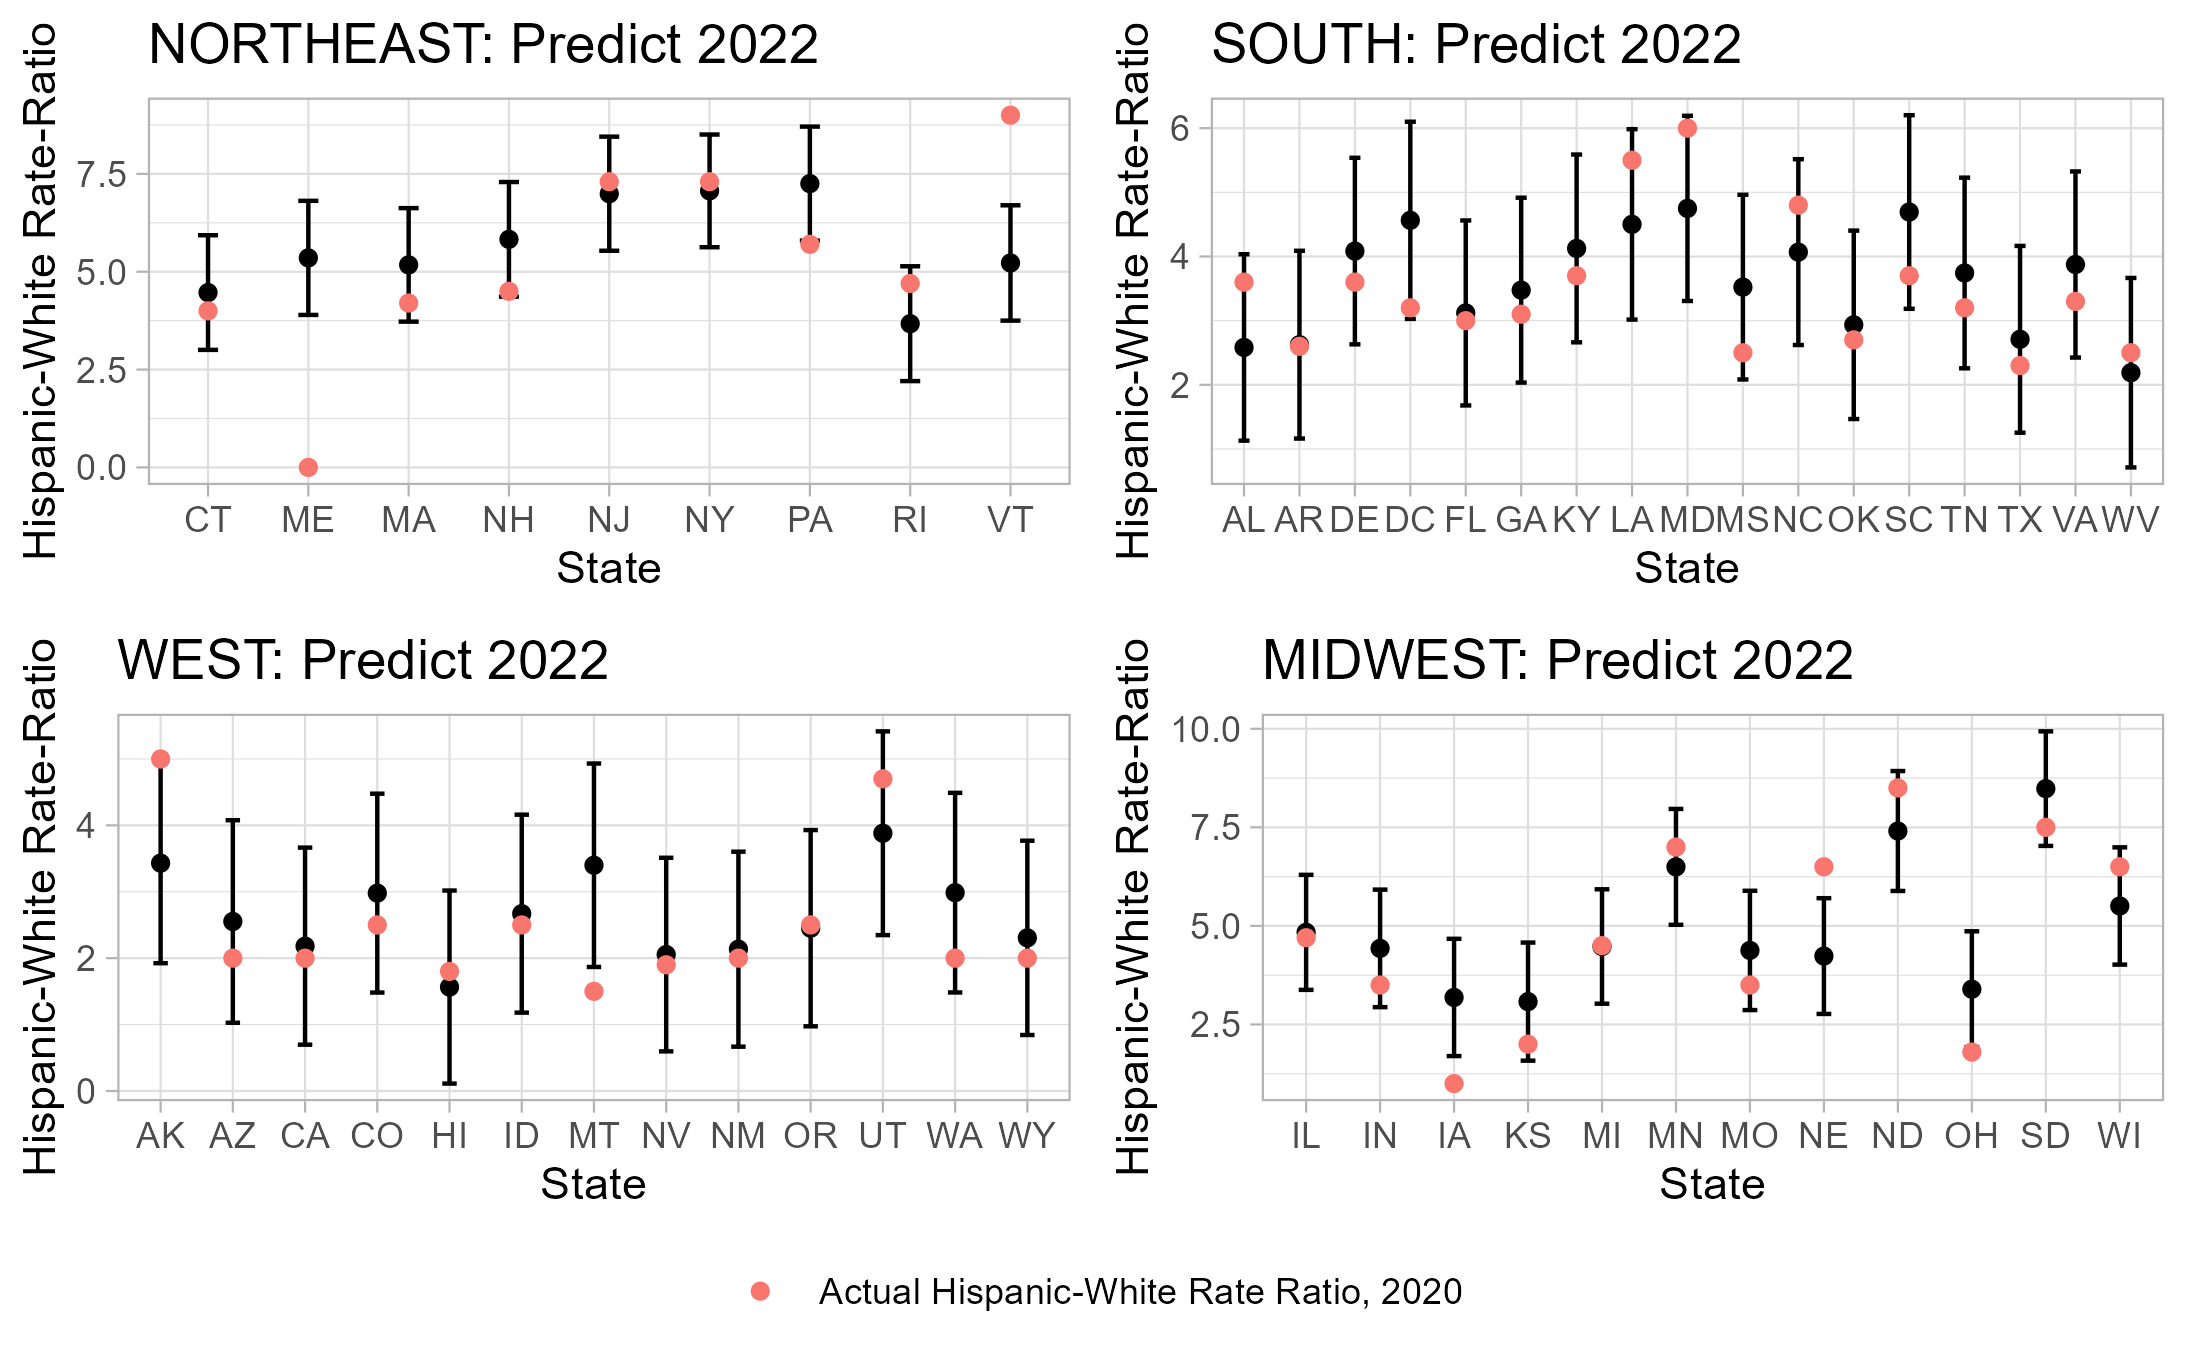 NORTHEAST: Predict 2022
Hispanic-White Rate-Ratio
7.5
5.0
2.5
0.0
CT ME MA NH NJ NY PA RI VT
State
SOUTH: Predict 2022
Hispanic-White Rate-Ratio
6
4
2
AL AR DE DC FL GA KY LA MD MS NC OK SC TN TX VA WV
State
WEST: Predict 2022
Hispanic-White Rate-Ratio
4
2
0
AK AZ CA CO HI ID MT NV NM OR UT WA WY
State
MIDWEST: Predict 2022
Hispanic-White Rate-Ratio
10.0
7.5
5.0
2.5
IL IN IA KS MI MN MO NE ND OH SD WI
State
Actual Hispanic-White Rate Ratio, 2020